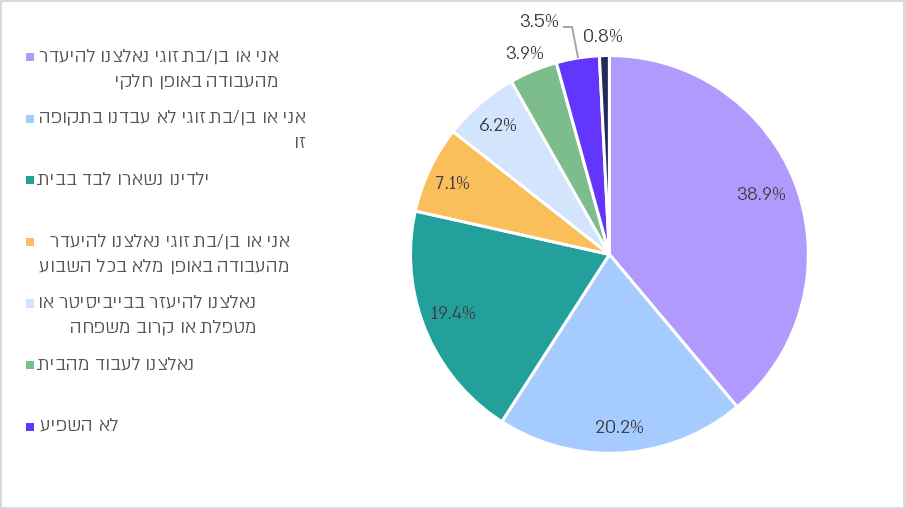 אני או בן/בת זוגי נאלצנו להיעדר
מהעבודה באופן חלקי
אני או בן/בת זוגי לא עבדנו בתקופה
זו
ילדינו נשארו לבד בבית
אני או בן/בת זוגי נאלצנו להיעדר
מהעבודה באופן מלא בכל השבוע
נאלצנו להיעזר בבייביסיטר או
מטפלת או קרוב משפחה
נאלצנו לעבוד מהבית
לא השפיע
38.9%
20.2%
19.4%
7.1%
6.2%
3.9%
3.5%
0.8%